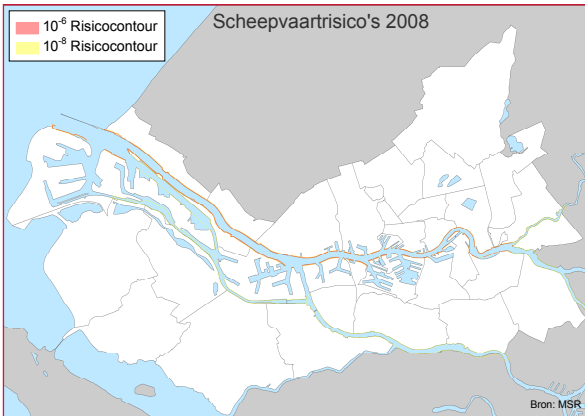 Scheepvaartrisico's 2008
10-6 Risicocontour
10-8 Risicocontour
Bron: MSR